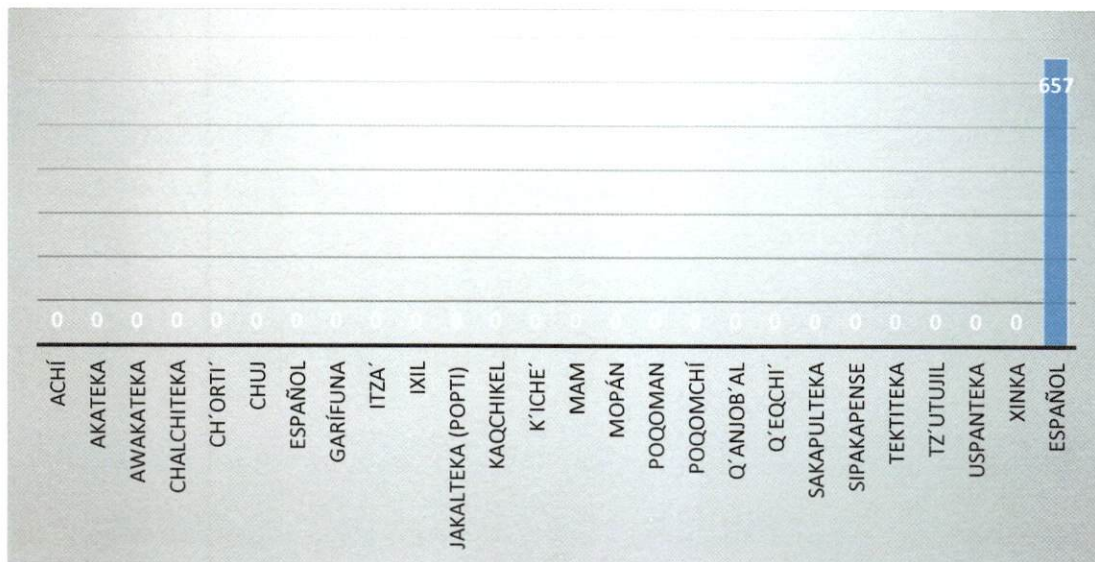 657
0 0 0 0 0 0 0 0 0 0 0 0 0 0 0 0 0 0 0 0 0 0 0 0 0
ACHÍ
AKATEKA
AWAKATEKA
CHALCHITEKA
CH´ORTI´
CHUJ
ESPAÑOL
GARÍFUNA
ITZA´
IXIL
JAKALTEKA (POPTI)
KAQCHIKEL
K´ICHE´
MAM
MOPÁN
POQOMAN
POQOMCHÍ
Q´ANJOB´AL
Q´EQCHI´
SAKAPULTEKA
SIPAKAPENSE
TEKTITEKA
TZ´UTUJIL
USPANTEKA
XINKA
ESPAÑOL